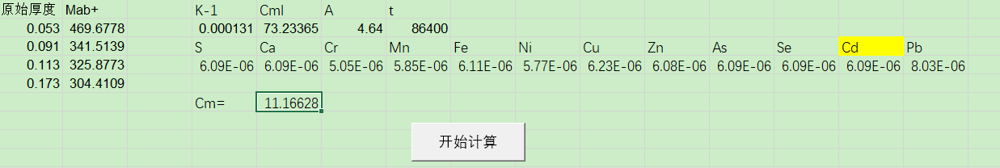 原始厚度 Mab+ K-1 Cml A t
0.053 469.6778 0.000131 73.23365 4.64 86400
0.091 341.5139 S Ca Cr Mn Fe Ni Cu Zn As Se Cd Pb
0.113 325.8773 6.09E-06 6.09E-06 5.05E-06 5.85E-06 6.11E-06 5.77E-06 6.23E-06 6.08E-06 6.09E-06 6.09E-06 6.09E-06 8.03E-06
0.173 304.4109
Cm= 11.16628
开始计算